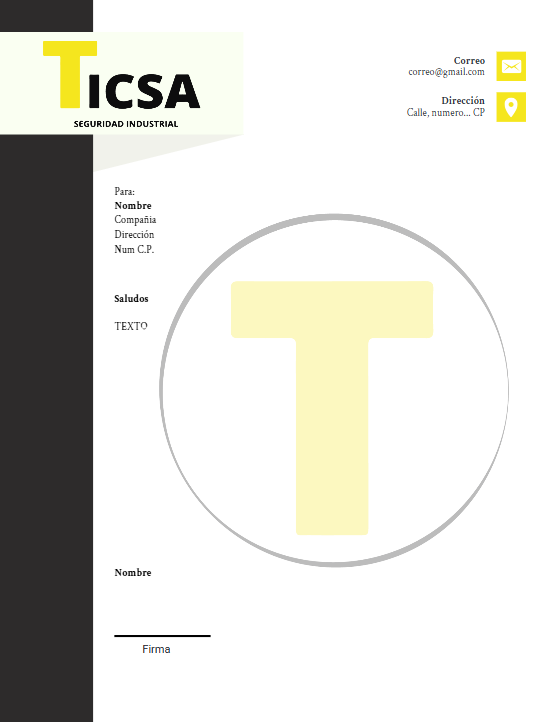 TICSA
SEGURIDAD INDUSTRIAL
Correo
correo@gmail.com
Dirección
Calle, numero... CP
Para:
Nombre
Compañia
Dirección
Num C.P.
Saludos
TEXTO
T
Nombre
Firma